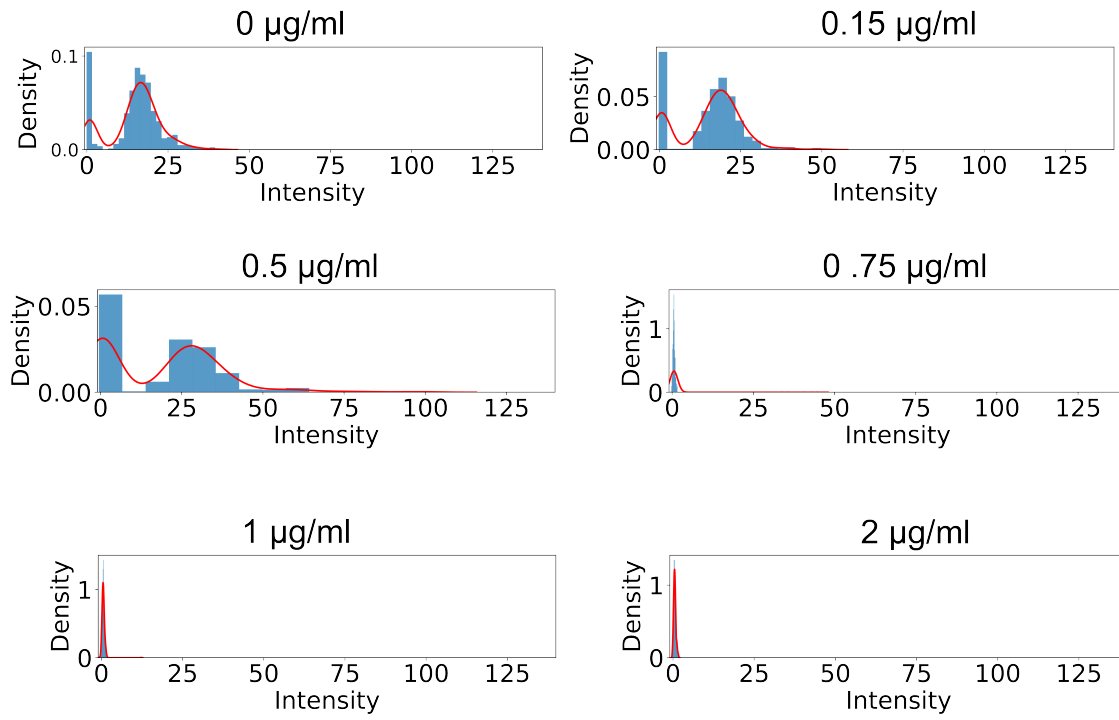 0 µg/ml
0.15 µg/ml
Density
0.1
0.0
0 25 50 75 100 125
Intensity
Density
0.05
0.00
0 25 50 75 100 125
Intensity
0.5 µg/ml
0 .75 µg/ml
Density
0.05
0.00
0 25 50 75 100 125
Intensity
Density
1
0
0 25 50 75 100 125
Intensity
1 µg/ml
2 µg/ml
Density
1
0
0 25 50 75 100 125
Intensity
Density
1
0
0 25 50 75 100 125
Intensity